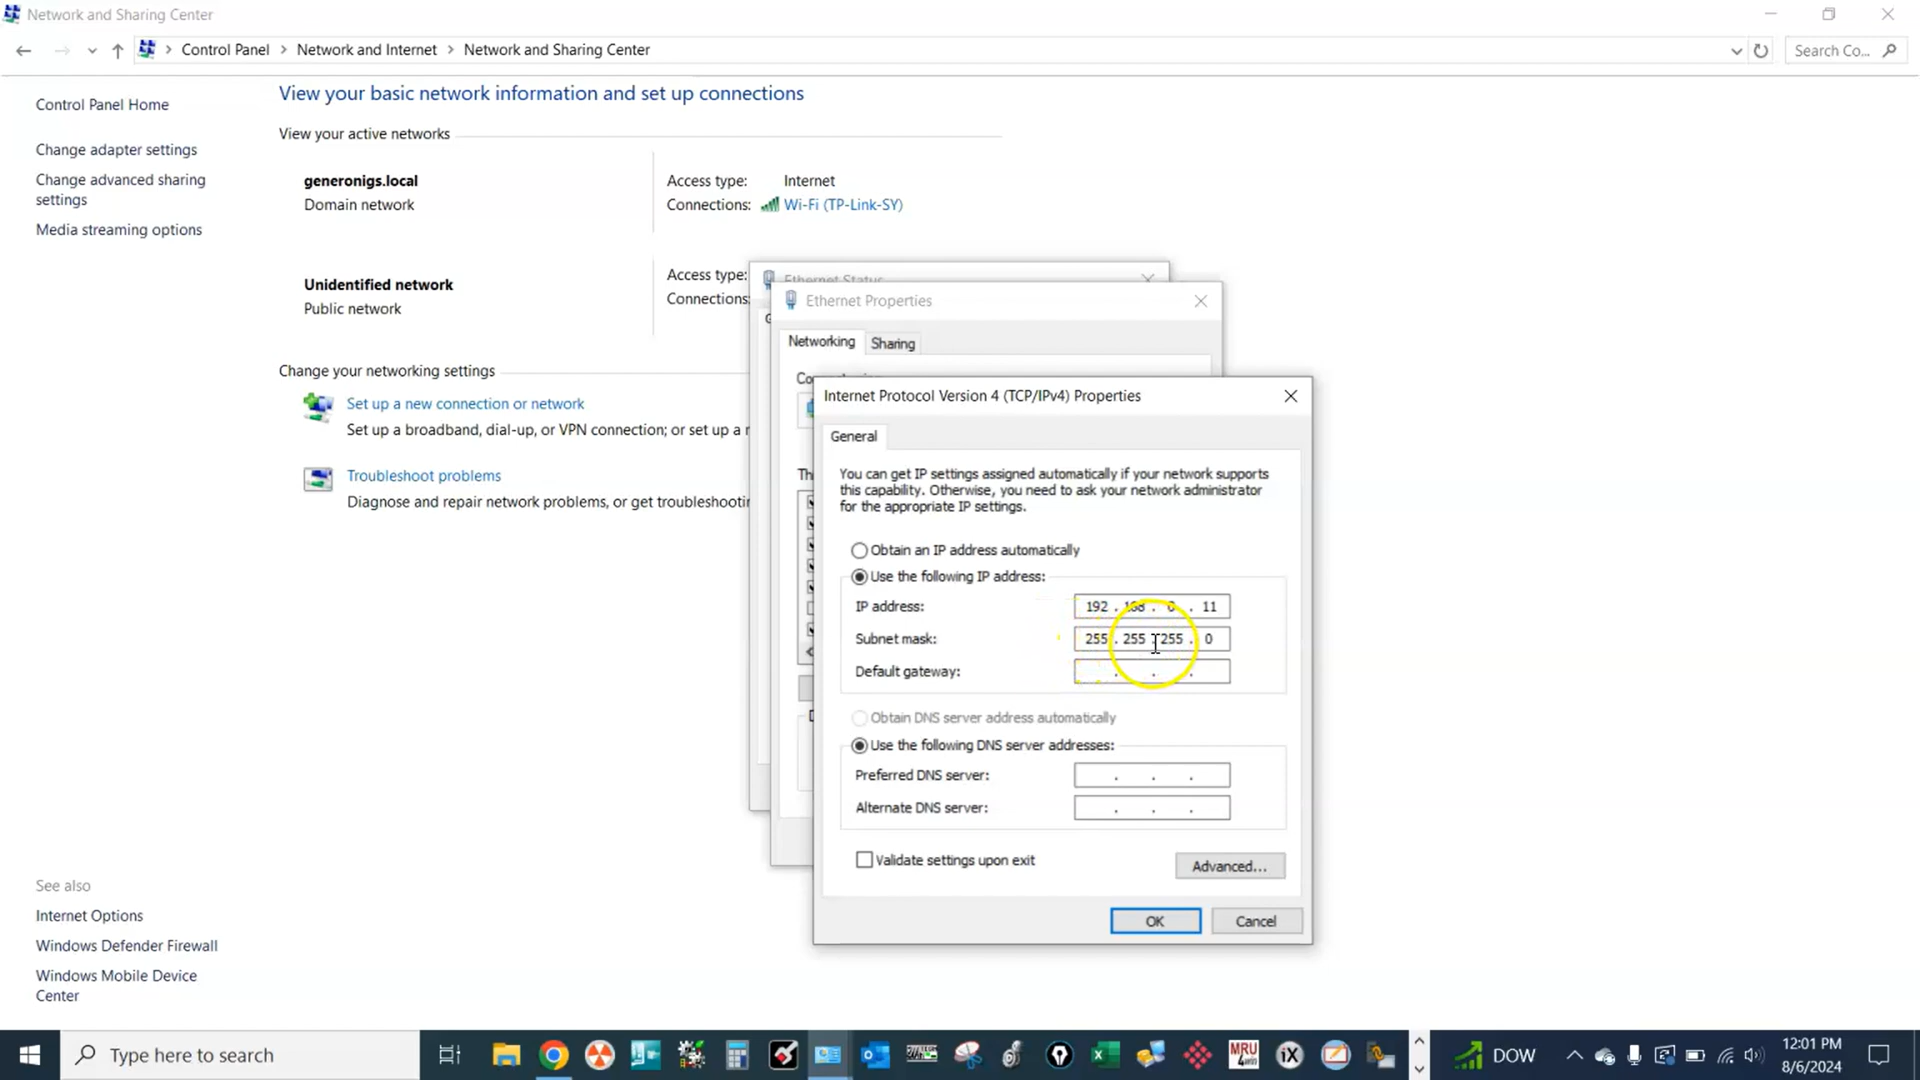 Network and Sharing Center
Control Panel > Network and Internet > Network and Sharing Center
Search Co...
Control Panel Home
Change adapter settings
Change advanced sharing
settings
Media streaming options
View your basic network information and set up connections
View your active networks
generonigs.local
Domain network
Access type: Internet
Connections: Wi-Fi (TP-Link-SY)
Unidentified network
Public network
Access type:
Connections:
Change your networking settings
Set up a new connection or network
Set up a broadband, dial-up, or VPN connection; or set up a r
Troubleshoot problems
Diagnose and repair network problems, or get troubleshootin
Ethernet Status
Ethernet Properties
Networking
Sharing
Internet Protocol Version 4 (TCP/IPv4) Properties
General
You can get IP settings assigned automatically if your network supports
this capability. Otherwise, you need to ask your network administrator
for the appropriate IP settings.
Obtain an IP address automatically
Use the following IP address:
IP address: 192 . 168 . 0 . 11
Subnet mask: 255 . 255 . 255 . 0
Default gateway: . . .
Obtain DNS server address automatically
Use the following DNS server addresses:
Preferred DNS server: . . .
Alternate DNS server: . . .
Validate settings upon exit
Advanced...
OK
Cancel
See also
Internet Options
Windows Defender Firewall
Windows Mobile Device
Center
Type here to search
MRU
4
iX
DOW
12:01 PM
8/6/2024